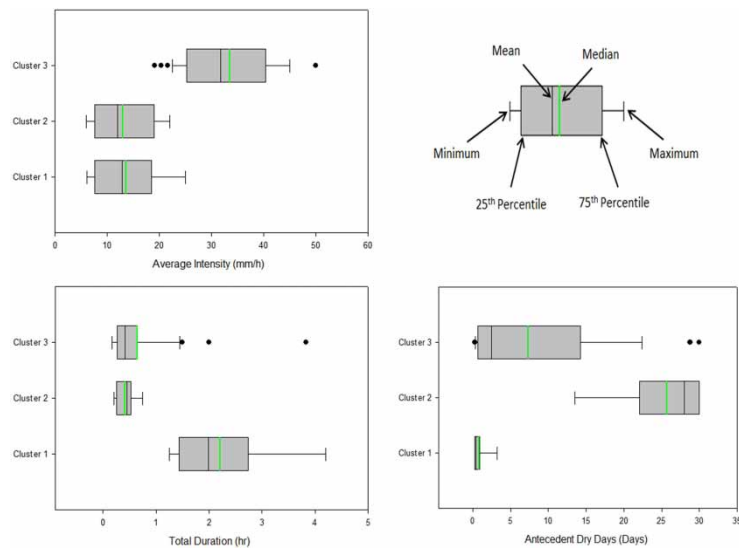 Cluster 3
Cluster 2
Cluster 1
0 10 20 30 40 50 60
Average Intensity (mm/h)
Mean
Median
Minimum
Maximum
25th Percentile
75th Percentile
Cluster 3
Cluster 2
Cluster 1
0 1 2 3 4 5
Total Duration (hr)
Cluster 3
Cluster 2
Cluster 1
0 5 10 15 20 25 30 35
Antecedent Dry Days (Days)